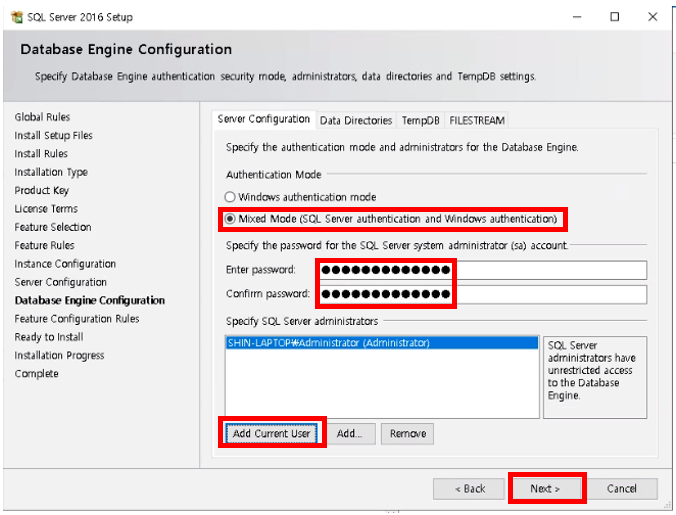 SQL Server 2016 Setup
Database Engine Configuration
Specify Database Engine authentication security mode, administrators, data directories and TempDB settings.
Global Rules
Install Setup Files
Install Rules
Installation Type
Product Key
License Terms
Feature Selection
Feature Rules
Instance Configuration
Server Configuration
Database Engine Configuration
Feature Configuration Rules
Ready to Install
Installation Progress
Complete
Server Configuration Data Directories TempDB FILESTREAM
Specify the authentication mode and administrators for the Database Engine.
Authentication Mode
Windows authentication mode
Mixed Mode (SQL Server authentication and Windows authentication)
Specify the password for the SQL Server system administrator (sa) account.
Enter password: ●●●●●●●●●●●●●
Confirm password: ●●●●●●●●●●●●●
Specify SQL Server administrators
SHIN-LAPTOP₩Administrator (Administrator)
SQL Server
administrators have
unrestricted access
to the Database
Engine.
Add Current User Add... Remove
< Back Next > Cancel